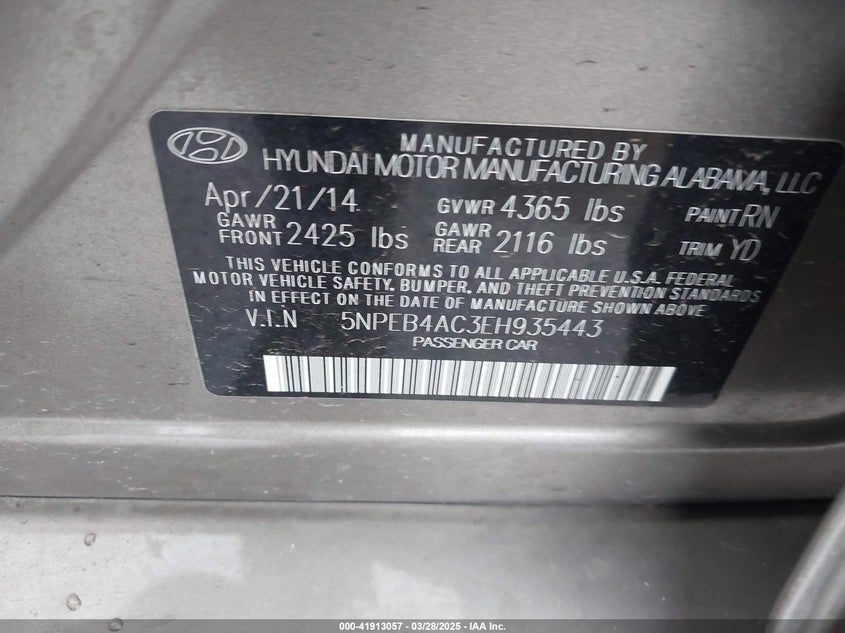 MANUFACTURED BY
HYUNDAI MOTOR MANUFACTURING ALABAMA, LLC
Apr/21/14 GVWR 4365 lbs PAINT RN
GAWR FRONT 2425 lbs GAWR REAR 2116 lbs TRIM YD
THIS VEHICLE CONFORMS TO ALL APPLICABLE U.S.A. FEDERAL
MOTOR VEHICLE SAFETY, BUMPER, AND THEFT PREVENTION STANDARDS
IN EFFECT ON THE DATE OF MANUFACTURE SHOWN ABOVE
V.I.N 5NPEB4AC3EH935443
PASSENGER CAR
000-41913057 - 03/28/2025 - IAA Inc.